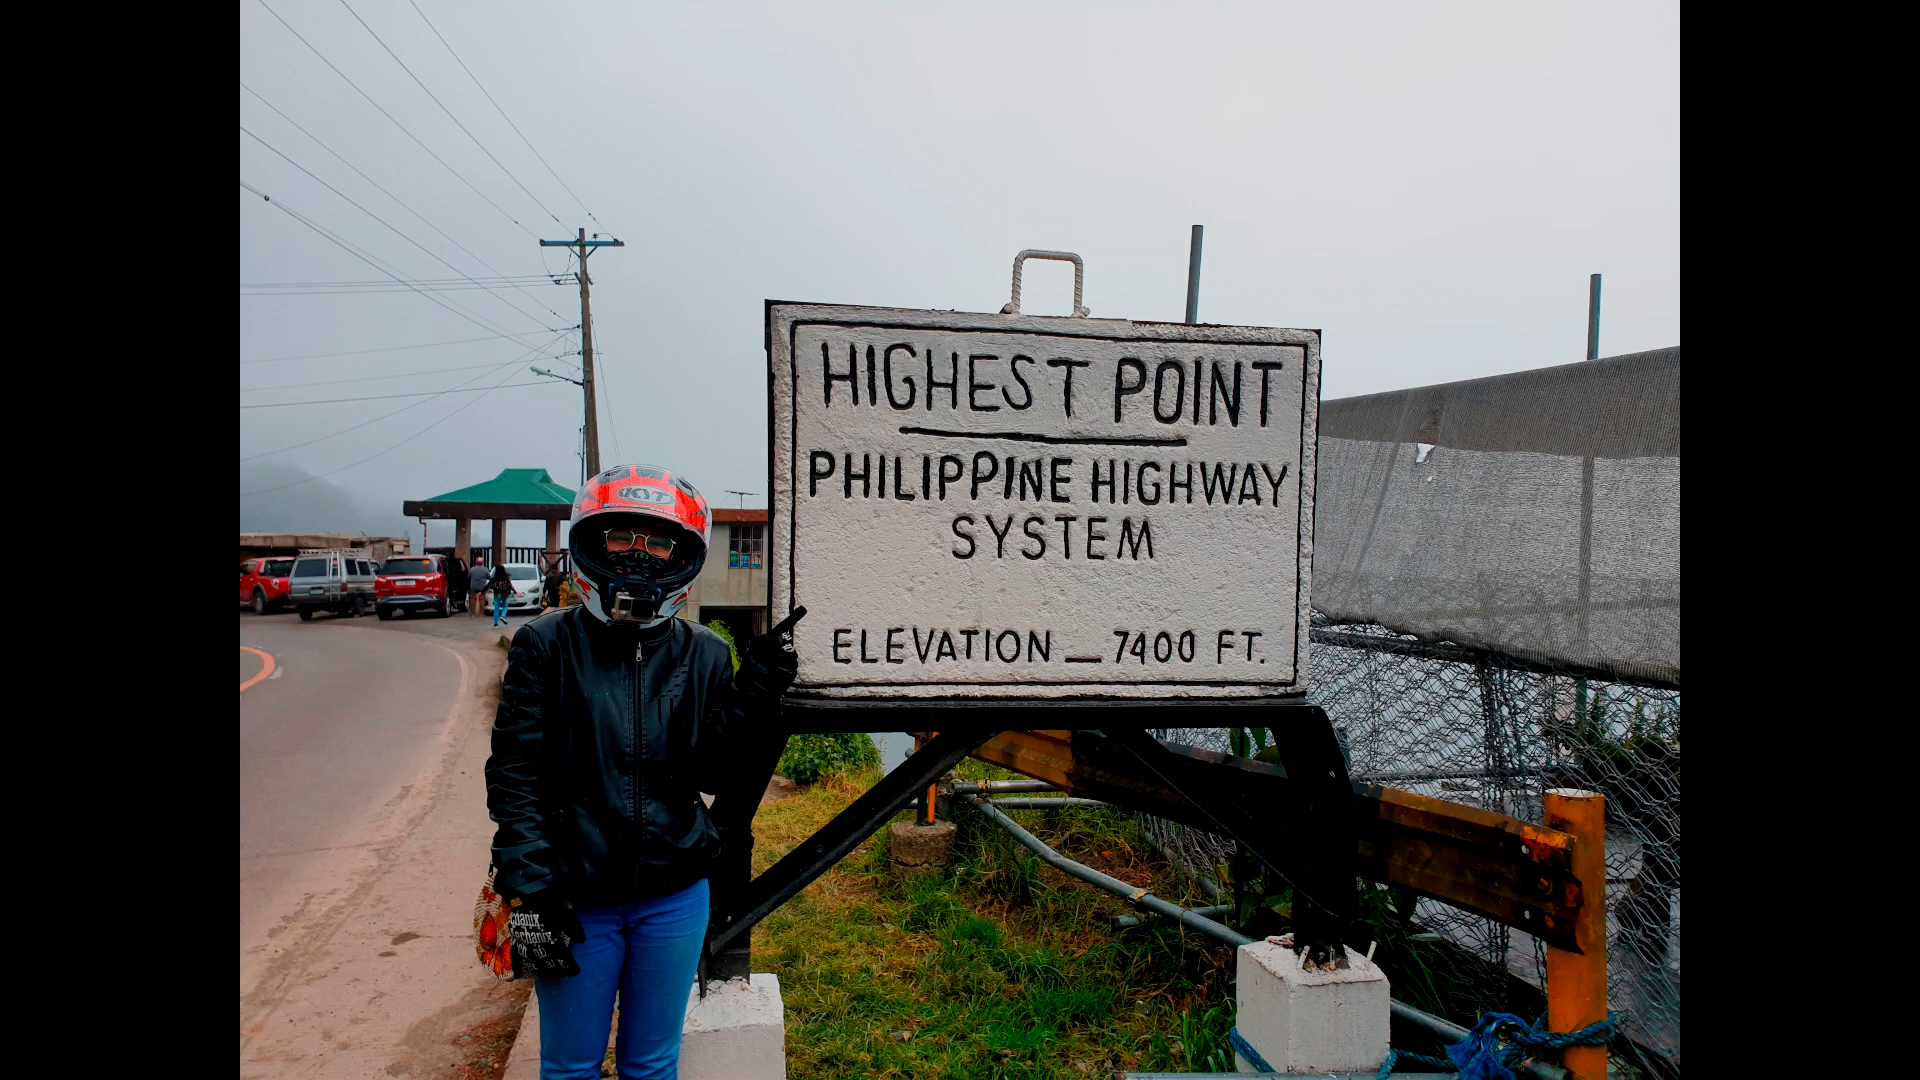 HIGHEST POINT
PHILIPPINE HIGHWAY
SYSTEM
ELEVATION _ 7400 FT.
KYT